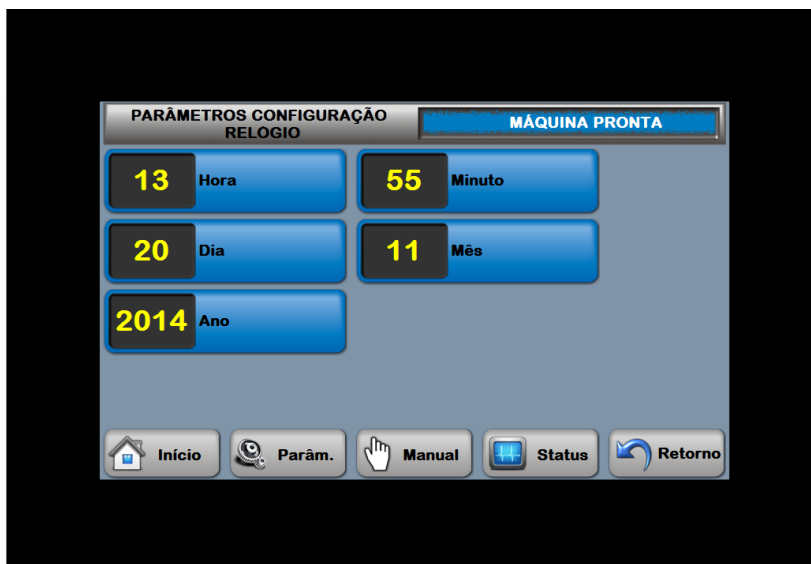 PARÂMETROS CONFIGURAÇÃO
RELOGIO
MÁQUINA PRONTA
13 Hora
55 Minuto
20 Dia
11 Mês
2014 Ano
Início
Parâm.
Manual
Status
Retorno